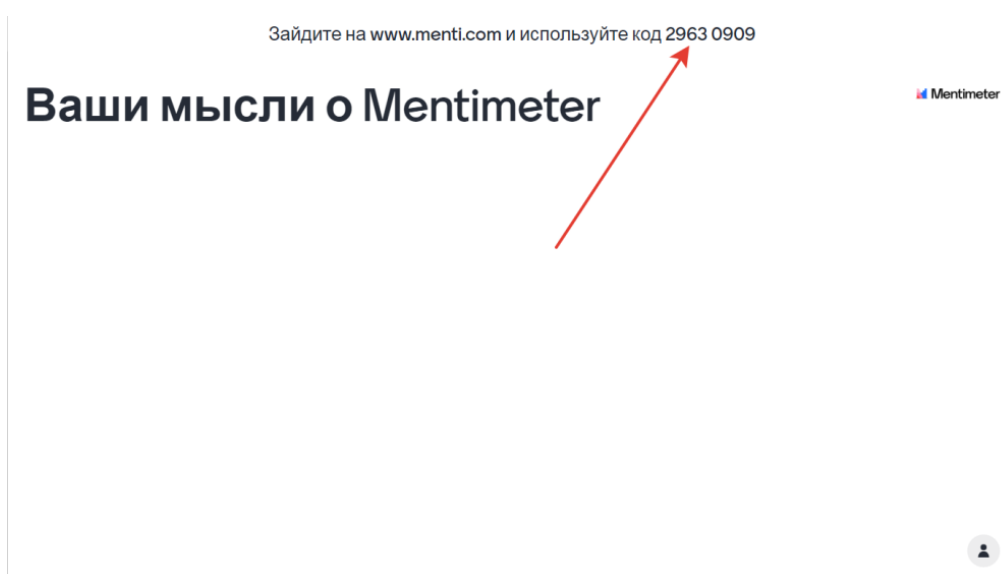 Зайдите на www.menti.com и используйте код 2963 0909
Ваши мысли о Mentimeter
Mentimeter